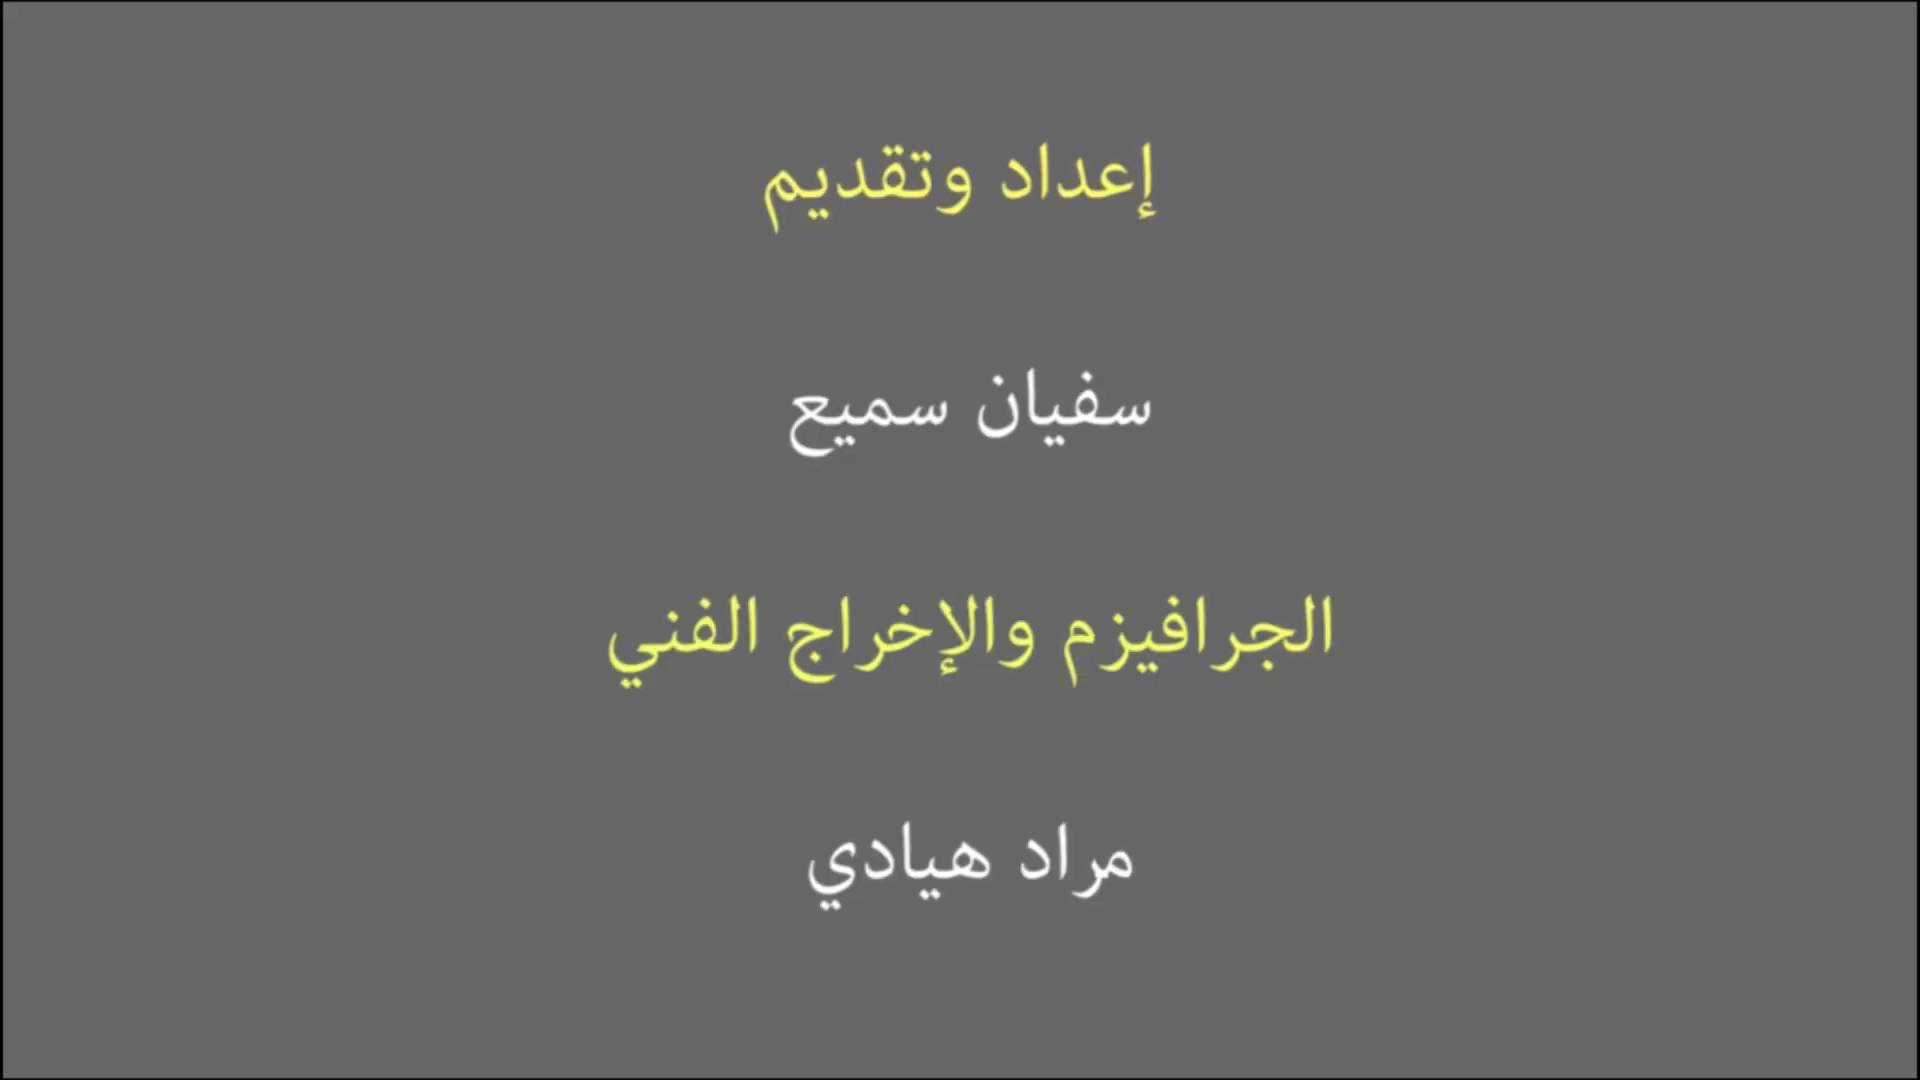 إعداد وتقديم
سفيان سميع
الجرافيزم والإخراج الفني
مراد هيادي